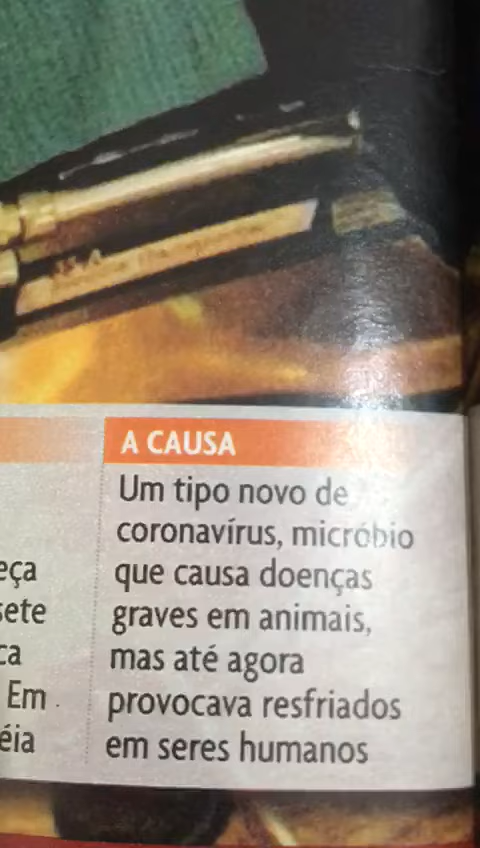 A CAUSA
Um tipo novo de
coronavírus, micróbio
que causa doenças
graves em animais,
mas até agora
provocava resfriados
em seres humanos
eça
sete
ca
Em
éia